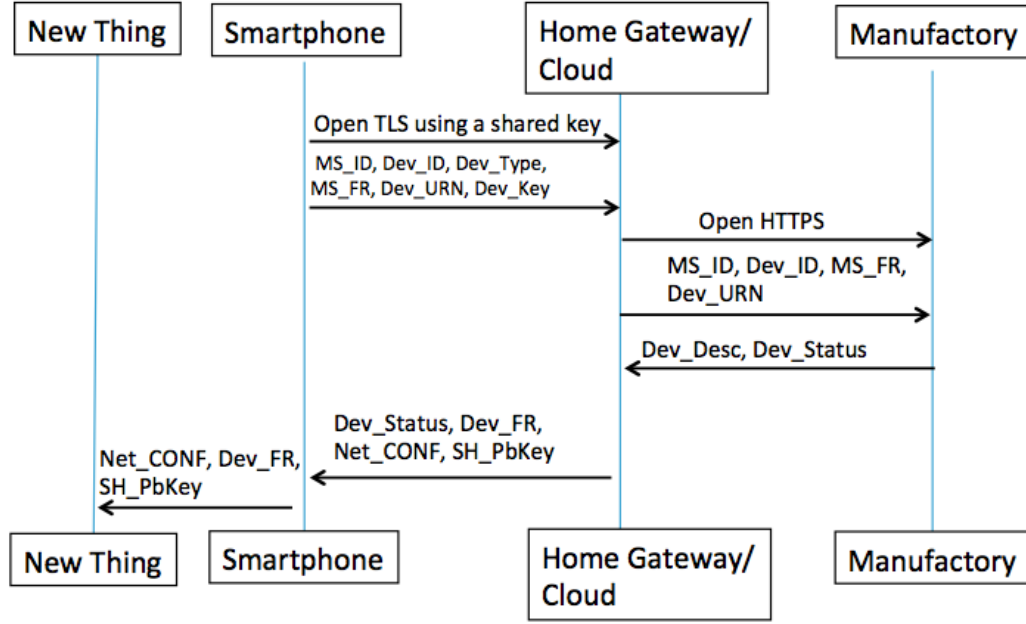 New Thing
Smartphone
Home Gateway/
Cloud
Manufactory
Open TLS using a shared key
MS_ID, Dev_ID, Dev_Type,
MS_FR, Dev_URN, Dev_Key
Open HTTPS
MS_ID, Dev_ID, MS_FR,
Dev_URN
Dev_Desc, Dev_Status
Dev_Status, Dev_FR,
Net_CONF, SH_PbKey
Net_CONF, Dev_FR,
SH_PbKey
New Thing
Smartphone
Home Gateway/
Cloud
Manufactory